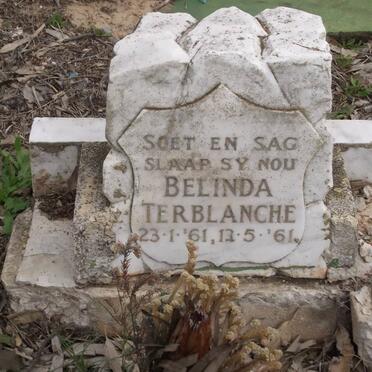 SOET EN SAG
SLAAP SY NOU
BELINDA
TERBLANCHE
23·1·'61, 13·5·'61.